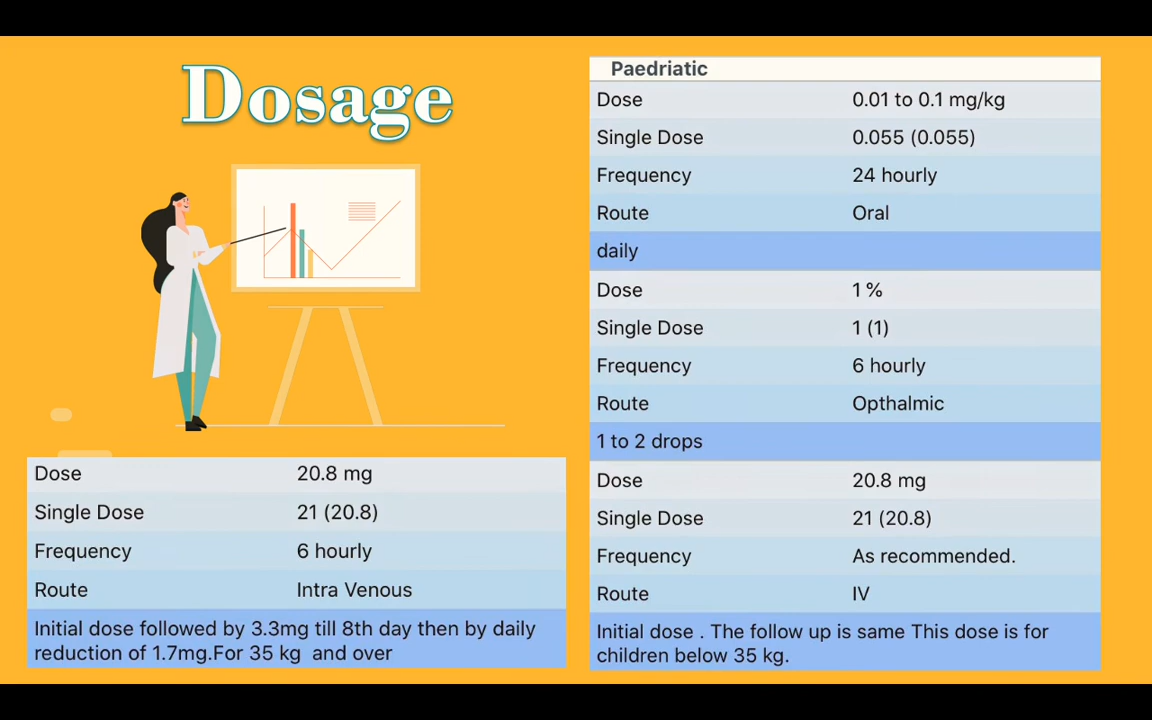 Dosage
Dose 20.8 mg
Single Dose 21 (20.8)
Frequency 6 hourly
Route Intra Venous
Initial dose followed by 3.3mg till 8th day then by daily
reduction of 1.7mg.For 35 kg and over
Paedriatic
Dose 0.01 to 0.1 mg/kg
Single Dose 0.055 (0.055)
Frequency 24 hourly
Route Oral
daily
Dose 1 %
Single Dose 1 (1)
Frequency 6 hourly
Route Opthalmic
1 to 2 drops
Dose 20.8 mg
Single Dose 21 (20.8)
Frequency As recommended.
Route IV
Initial dose . The follow up is same This dose is for
children below 35 kg.